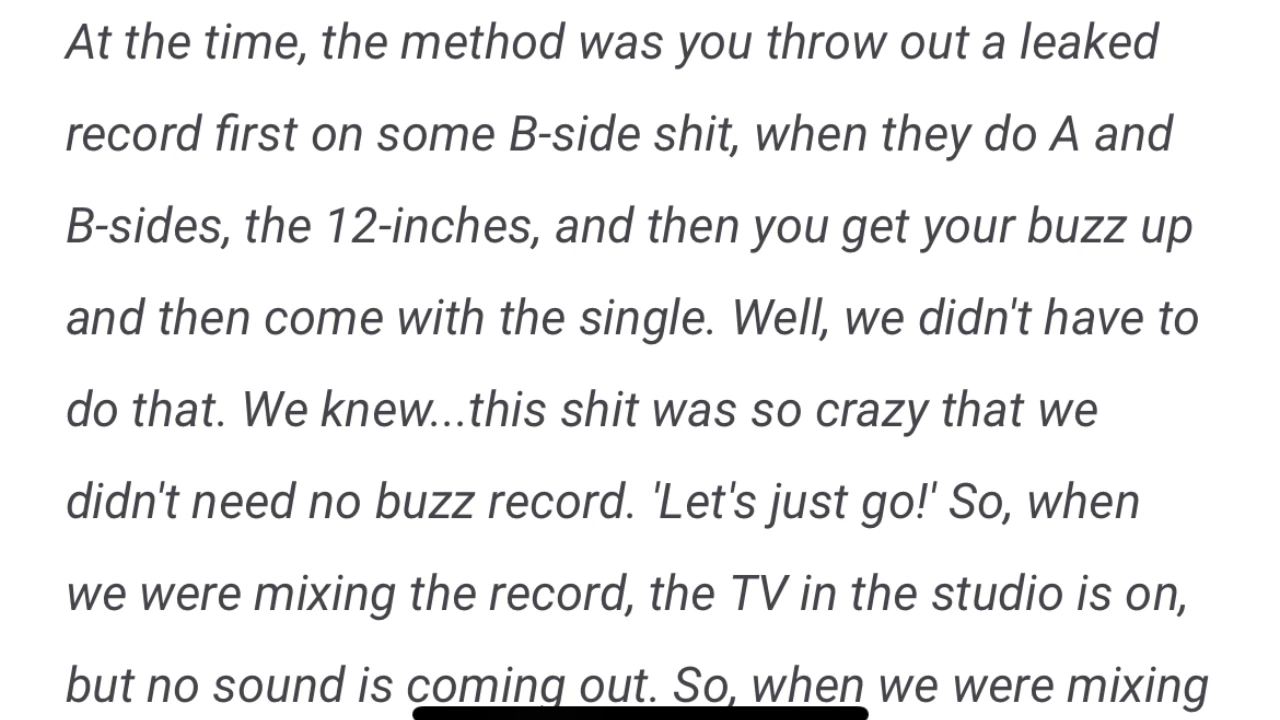 At the time, the method was you throw out a leaked
record first on some B-side shit, when they do A and
B-sides, the 12-inches, and then you get your buzz up
and then come with the single. Well, we didn't have to
do that. We knew...this shit was so crazy that we
didn't need no buzz record. 'Let's just go!' So, when
we were mixing the record, the TV in the studio is on,
but no sound is coming out. So, when we were mixing